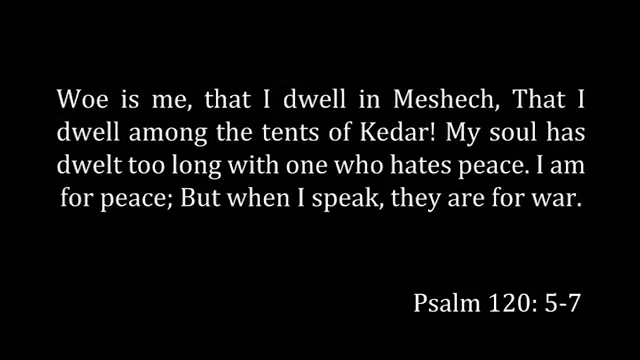 Woe is me, that I dwell in Meshech, That I
dwell among the tents of Kedar! My soul has
dwelt too long with one who hates peace. I am
for peace; But when I speak, they are for war.
Psalm 120: 5-7